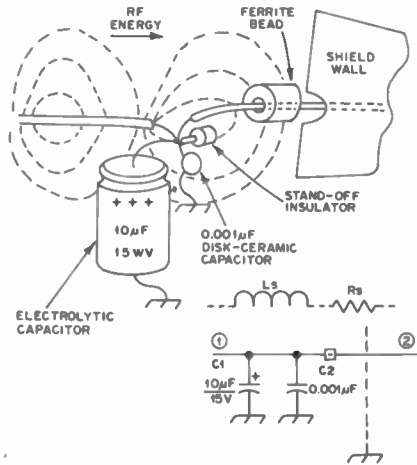 RF
ENERGY
FERRITE
BEAD
SHIELD
WALL
STAND-OFF
INSULATOR
0.001µF
DISK-CERAMIC
CAPACITOR
+ + +
10µF
15WV
ELECTROLYTIC
CAPACITOR
Ls
Rs
1
2
C1
C2
+
10µF
15V
0.001µF